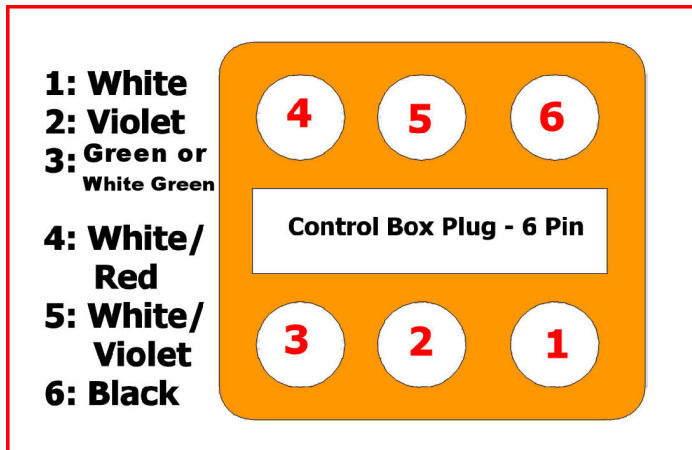 1: White
2: Violet
3: Green or
White Green
4: White/
Red
5: White/
Violet
6: Black
4 5 6
Control Box Plug - 6 Pin
3 2 1